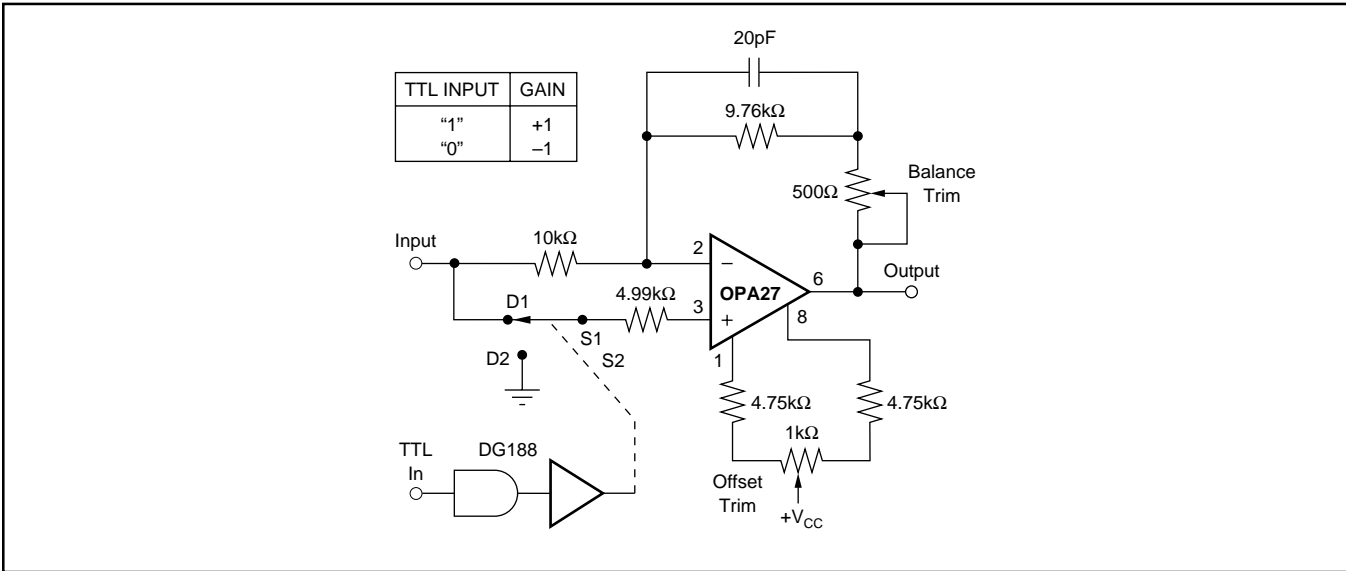 20pF
TTL INPUT GAIN
“1” +1
“0” –1
9.76kΩ
500Ω
Balance
Trim
Input
10kΩ
2
–
OPA27
6
Output
D1
4.99kΩ
3
+
8
S1
S2
1
D2
4.75kΩ
4.75kΩ
1kΩ
TTL
In
DG188
Offset
Trim
+VCC